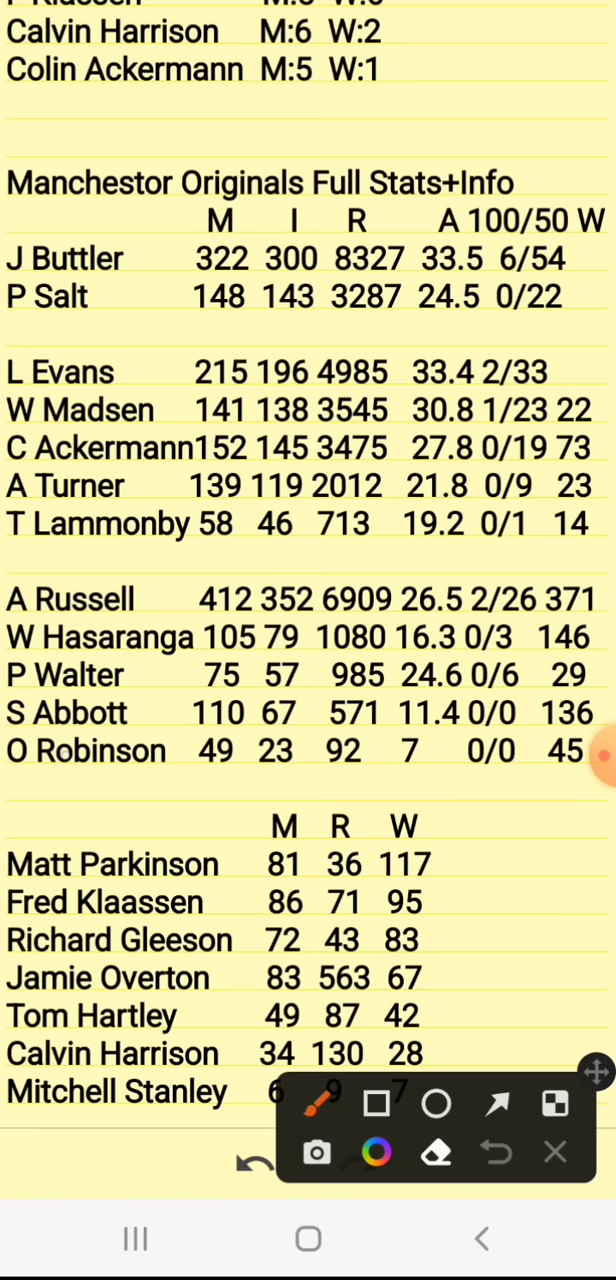 Calvin Harrison M:6 W:2
Colin Ackermann M:5 W:1
Manchestor Originals Full Stats+Info
M I R A 100/50 W
J Buttler 322 300 8327 33.5 6/54
P Salt 148 143 3287 24.5 0/22
L Evans 215 196 4985 33.4 2/33
W Madsen 141 138 3545 30.8 1/23 22
C Ackermann152 145 3475 27.8 0/19 73
A Turner 139 119 2012 21.8 0/9 23
T Lammonby 58 46 713 19.2 0/1 14
A Russell 412 352 6909 26.5 2/26 371
W Hasaranga 105 79 1080 16.3 0/3 146
P Walter 75 57 985 24.6 0/6 29
S Abbott 110 67 571 11.4 0/0 136
O Robinson 49 23 92 7 0/0 45
M R W
Matt Parkinson 81 36 117
Fred Klaassen 86 71 95
Richard Gleeson 72 43 83
Jamie Overton 83 563 67
Tom Hartley 49 87 42
Calvin Harrison 34 130 28
Mitchell Stanley 6 9 7